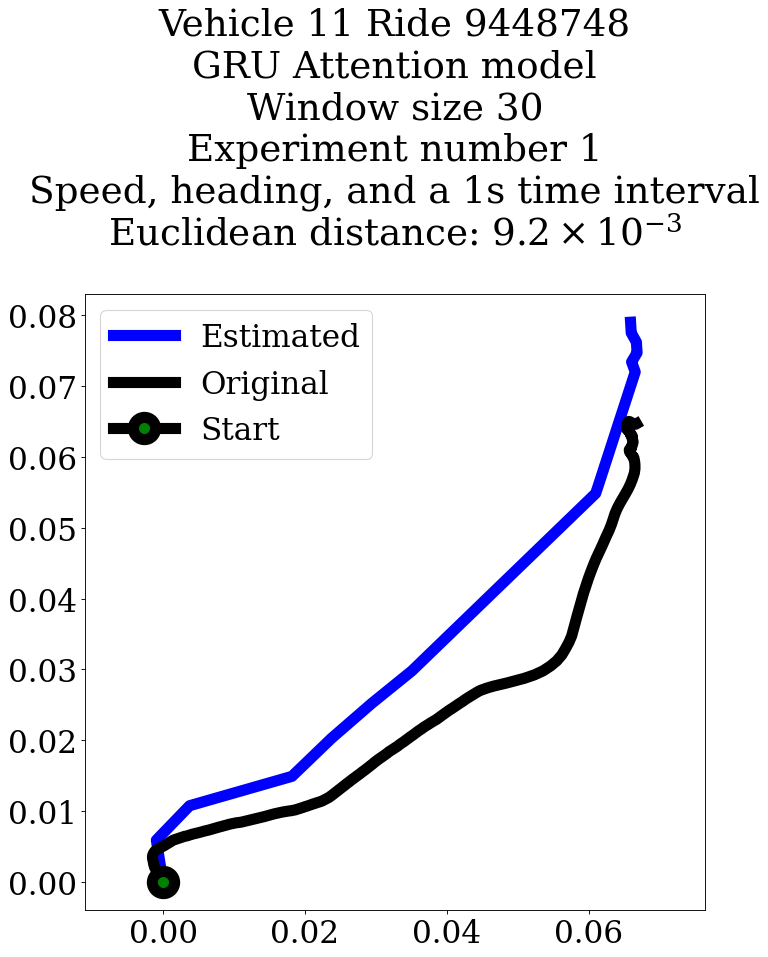 Vehicle 11 Ride 9448748
GRU Attention model
Window size 30
Experiment number 1
Speed, heading, and a 1s time interval
Euclidean distance: 9.2 × 10⁻³
0.08
0.07
0.06
0.05
0.04
0.03
0.02
0.01
0.00
Estimated
Original
Start
0.00 0.02 0.04 0.06